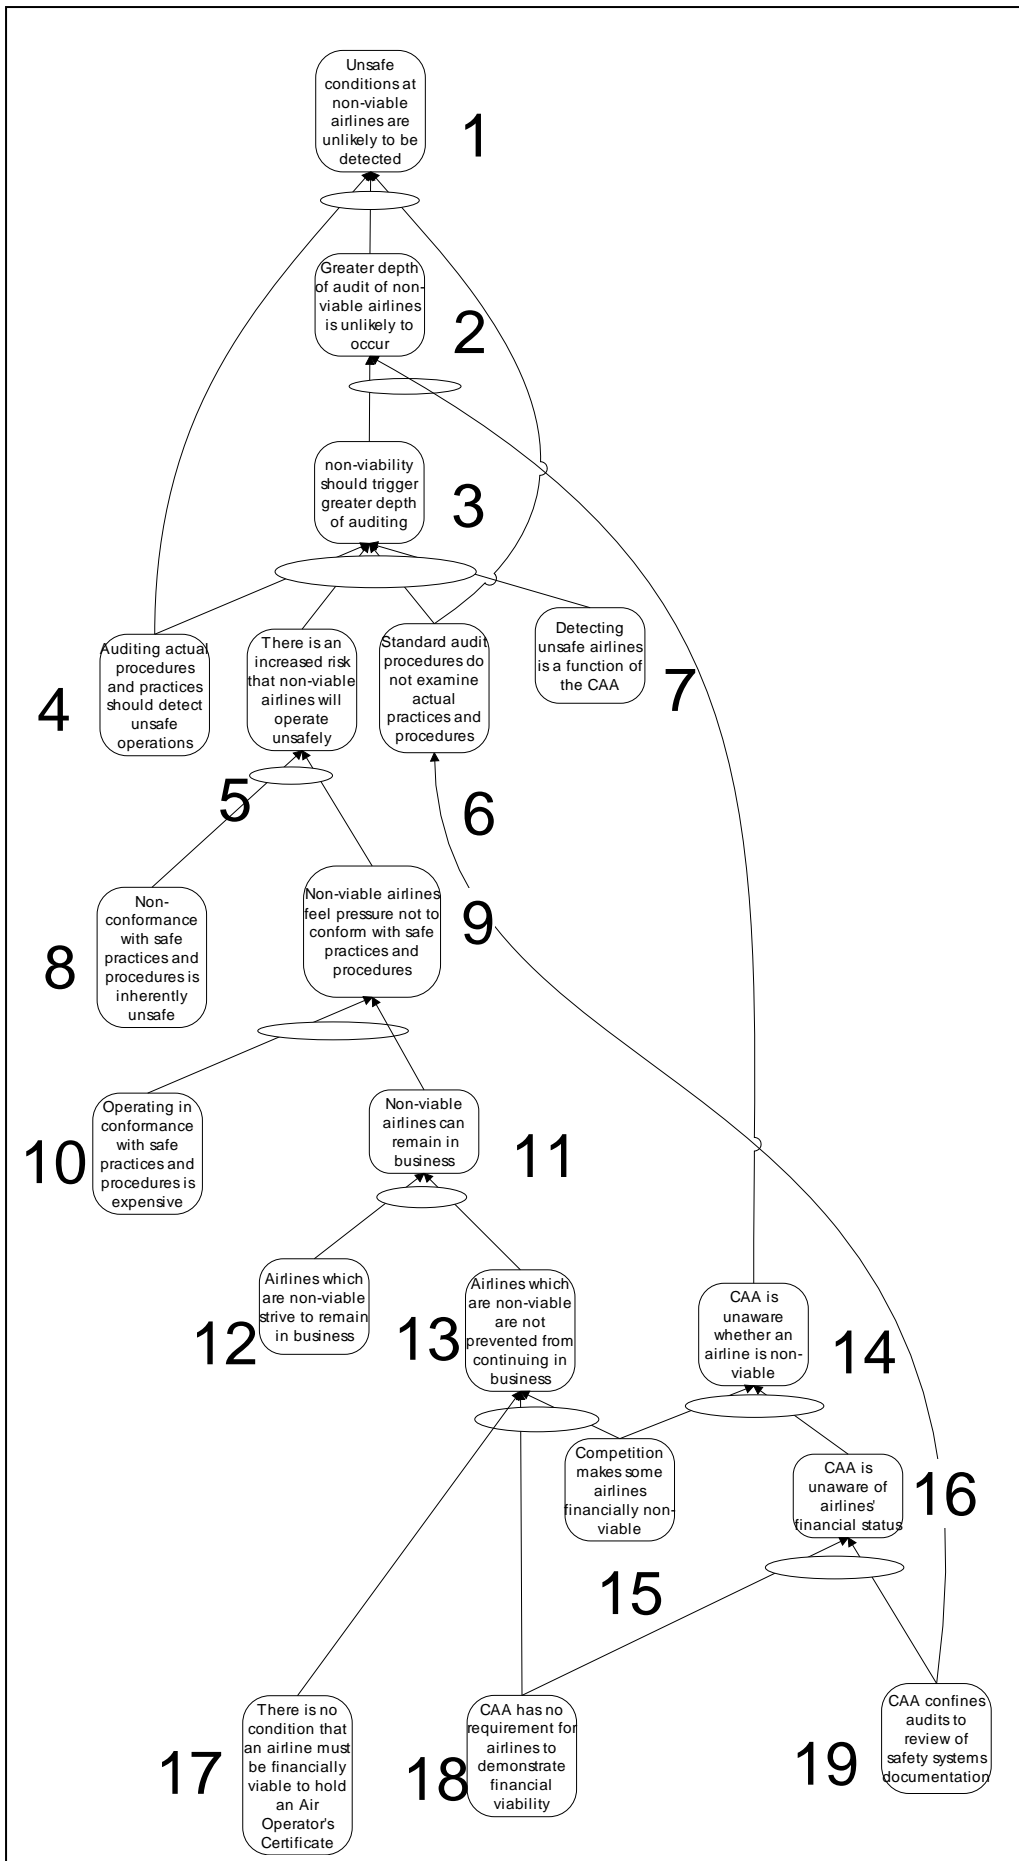 Unsafe
conditions at
non-viable
airlines are
unlikely to be
detected
1
Greater depth
of audit of non-
viable airlines
is unlikely to
occur
2
non-viability
should trigger
greater depth
of auditing
3
Auditing actual
procedures
and practices
should detect
unsafe
operations
4
There is an
increased risk
that non-viable
airlines will
operate
unsafely
5
Standard audit
procedures do
not examine
actual
practices and
procedures
6
Detecting
unsafe airlines
is a function of
the CAA
7
Non-
conformance
with safe
practices and
procedures is
inherently
unsafe
8
Non-viable airlines
feel pressure not to
conform with safe
practices and
procedures
9
Operating in
conformance
with safe
practices and
procedures is
expensive
10
Non-viable
airlines can
remain in
business
11
Airlines which
are non-viable
strive to remain
in business
12
Airlines which
are non-viable
are not
prevented from
continuing in
business
13
CAA is
unaware
whether an
airline is non-
viable
14
Competition
makes some
airlines
financially non-
viable
15
CAA is
unaware of
airlines'
financial status
16
There is no
condition that
an airline must
be financially
viable to hold
an Air
Operator's
Certificate
17
CAA has no
requirement for
airlines to
demonstrate
financial
viability
18
CAA confines
audits to
review of
safety systems
documentation
19